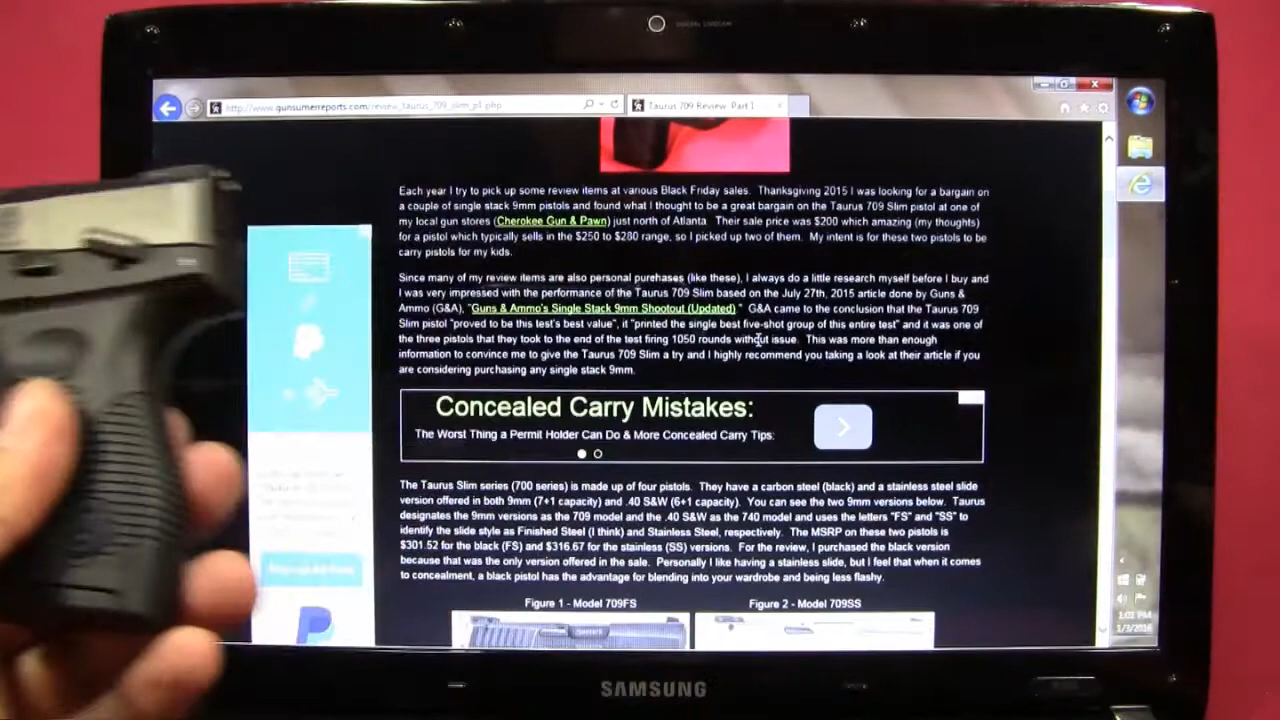 http://www.gunsumerreports.com/review_taurus_709_slim_p1.php
Taurus 709 Review: Part 1
Each year I try to pick up some review items at various Black Friday sales. Thanksgiving 2015 I was looking for a bargain on
a couple of single stack 9mm pistols and found what I thought to be a great bargain on the Taurus 709 Slim pistol at one of
my local gun stores (Cherokee Gun & Pawn) just north of Atlanta. Their sale price was $200 which amazing (my thoughts)
for a pistol which typically sells in the $250 to $280 range, so I picked up two of them. My intent is for these two pistols to be
carry pistols for my kids.
Since many of my review items are also personal purchases (like these), I always do a little research myself before I buy and
I was very impressed with the performance of the Taurus 709 Slim based on the July 27th, 2015 article done by Guns &
Ammo (G&A), "Guns & Ammo's Single Stack 9mm Shootout (Updated)" G&A came to the conclusion that the Taurus 709
Slim pistol "proved to be this test's best value", it "printed the single best five-shot group of this entire test" and it was one of
the three pistols that they took to the end of the test firing 1050 rounds without issue. This was more than enough
information to convince me to give the Taurus 709 Slim a try and I highly recommend you taking a look at their article if you
are considering purchasing any single stack 9mm.
Concealed Carry Mistakes:
The Worst Thing a Permit Holder Can Do & More Concealed Carry Tips:
The Taurus Slim series (700 series) is made up of four pistols. They have a carbon steel (black) and a stainless steel slide
version offered in both 9mm (7+1 capacity) and .40 S&W (6+1 capacity). You can see the two 9mm versions below. Taurus
designates the 9mm versions as the 709 model and the .40 S&W as the 740 model and uses the letters "FS" and "SS" to
identify the slide style as Finished Steel (I think) and Stainless Steel, respectively. The MSRP on these two pistols is
$301.52 for the black (FS) and $316.67 for the stainless (SS) versions. For the review, I purchased the black version
because that was the only version offered in the sale. Personally I like having a stainless slide, but I feel that when it comes
to concealment, a black pistol has the advantage for blending into your wardrobe and being less flashy.
Figure 1 - Model 709FS
Figure 2 - Model 709SS
1:02 PM
SAMSUNG